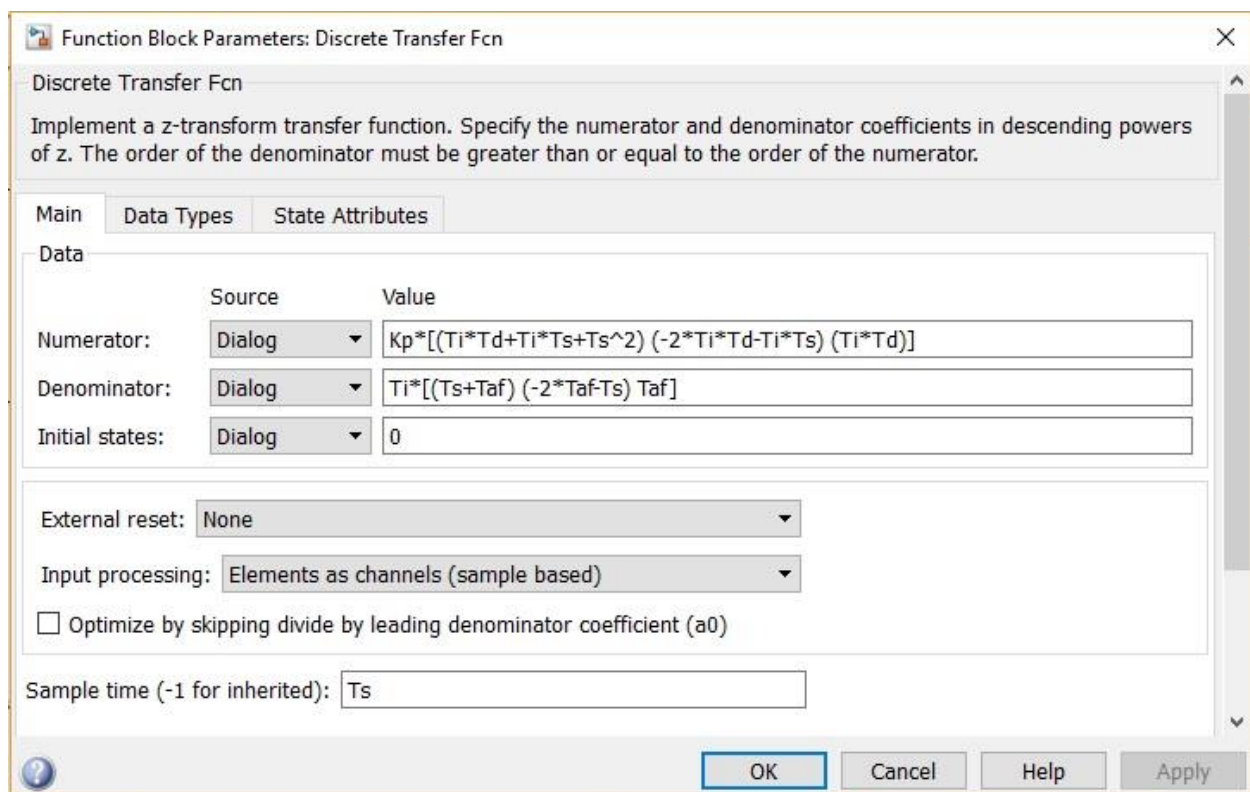 Function Block Parameters: Discrete Transfer Fcn
Discrete Transfer Fcn
Implement a z-transform transfer function. Specify the numerator and denominator coefficients in descending powers
of z. The order of the denominator must be greater than or equal to the order of the numerator.
Main Data Types State Attributes
Data
Source Value
Numerator: Dialog Kp*[(Ti*Td+Ti*Ts+Ts^2) (-2*Ti*Td-Ti*Ts) (Ti*Td)]
Denominator: Dialog Ti*[(Ts+Taf) (-2*Taf-Ts) Taf]
Initial states: Dialog 0
External reset: None
Input processing: Elements as channels (sample based)
Optimize by skipping divide by leading denominator coefficient (a0)
Sample time (-1 for inherited): Ts
? OK Cancel Help Apply